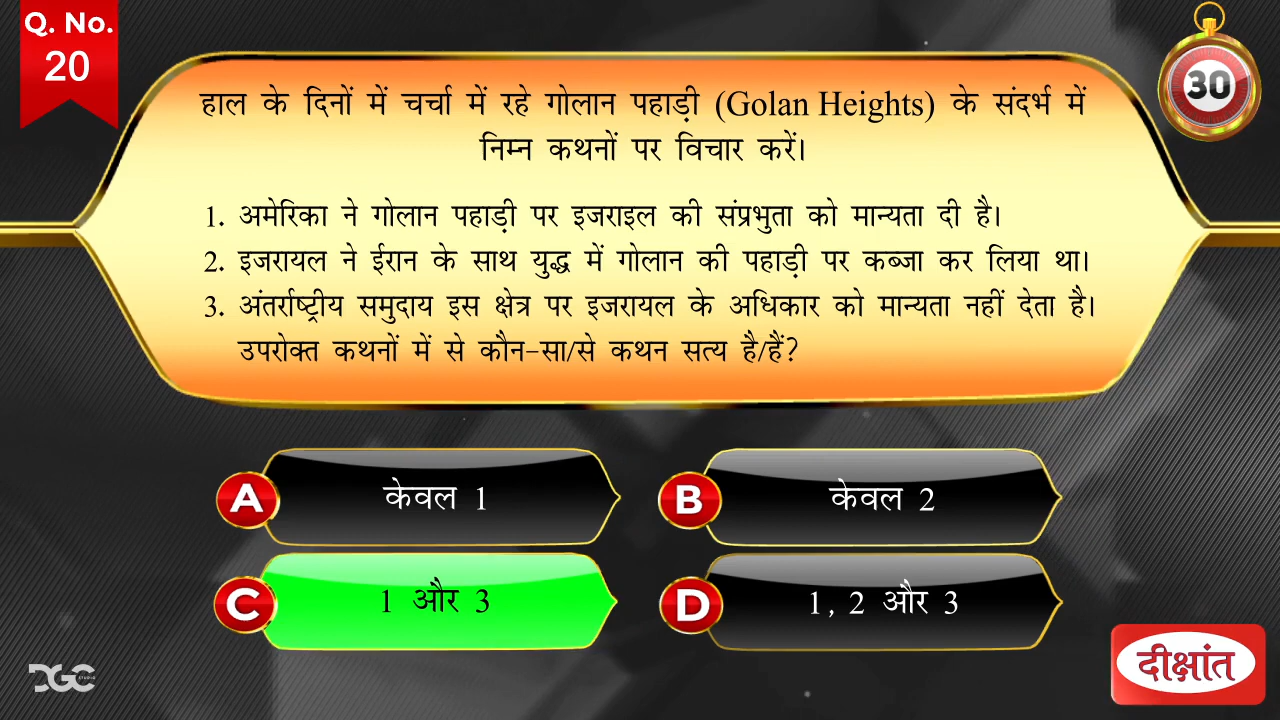 Q. No.
20
30
हाल के दिनों में चर्चा में रहे गोलान पहाड़ी (Golan Heights) के संदर्भ में
निम्न कथनों पर विचार करें।
1. अमेरिका ने गोलान पहाड़ी पर इजराइल की संप्रभुता को मान्यता दी है।
2. इजरायल ने ईरान के साथ युद्ध में गोलान की पहाड़ी पर कब्जा कर लिया था।
3. अंतर्राष्ट्रीय समुदाय इस क्षेत्र पर इजरायल के अधिकार को मान्यता नहीं देता है।
उपरोक्त कथनों में से कौन-सा/से कथन सत्य है/हैं?
A केवल 1
B केवल 2
C 1 और 3
D 1, 2 और 3
DGC
STUDIO
दीक्षांत